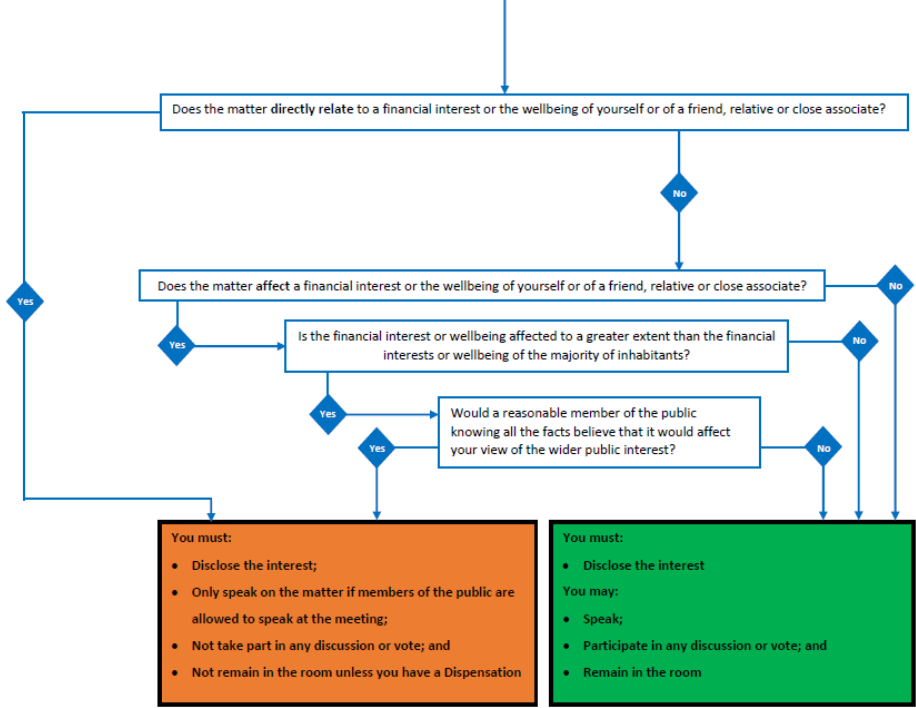 Does the matter directly relate to a financial interest or the wellbeing of yourself or of a friend, relative or close associate?
No
Does the matter affect a financial interest or the wellbeing of yourself or of a friend, relative or close associate?
No
Yes
Is the financial interest or wellbeing affected to a greater extent than the financial
interests or wellbeing of the majority of inhabitants?
Yes
No
Would a reasonable member of the public
knowing all the facts believe that it would affect
your view of the wider public interest?
Yes
Yes
No
You must:
• Disclose the interest;
• Only speak on the matter if members of the public are
allowed to speak at the meeting;
• Not take part in any discussion or vote; and
• Not remain in the room unless you have a Dispensation
You must:
• Disclose the interest
You may:
• Speak;
• Participate in any discussion or vote; and
• Remain in the room